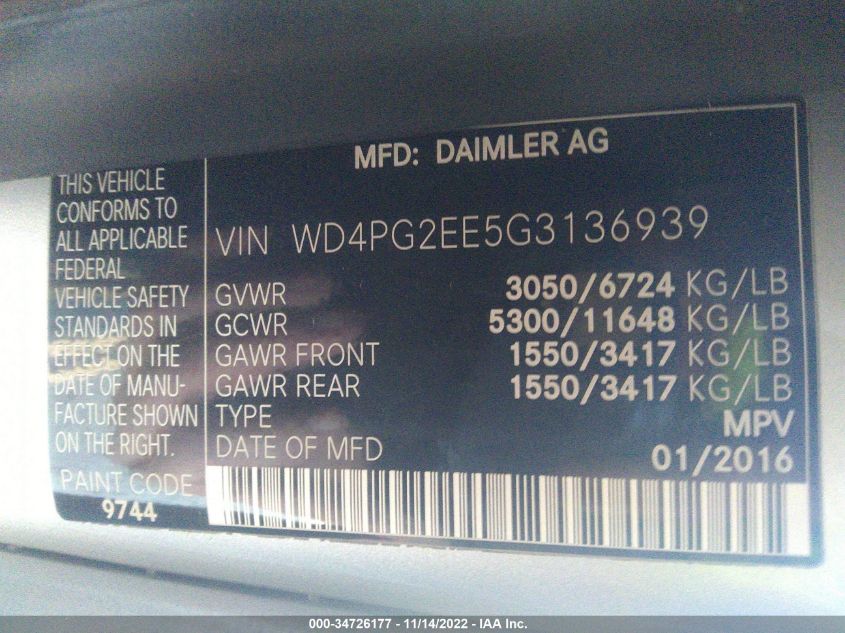 MFD: DAIMLER AG
THIS VEHICLE
CONFORMS TO
ALL APPLICABLE
FEDERAL
VEHICLE SAFETY
STANDARDS IN
EFFECT ON THE
DATE OF MANU-
FACTURE SHOWN
ON THE RIGHT.
PAINT CODE
9744
VIN WD4PG2EE5G3136939
GVWR 3050/6724 KG/LB
GCWR 5300/11648 KG/LB
GAWR FRONT 1550/3417 KG/LB
GAWR REAR 1550/3417 KG/LB
TYPE MPV
DATE OF MFD 01/2016
000-34726177 - 11/14/2022 - IAA Inc.